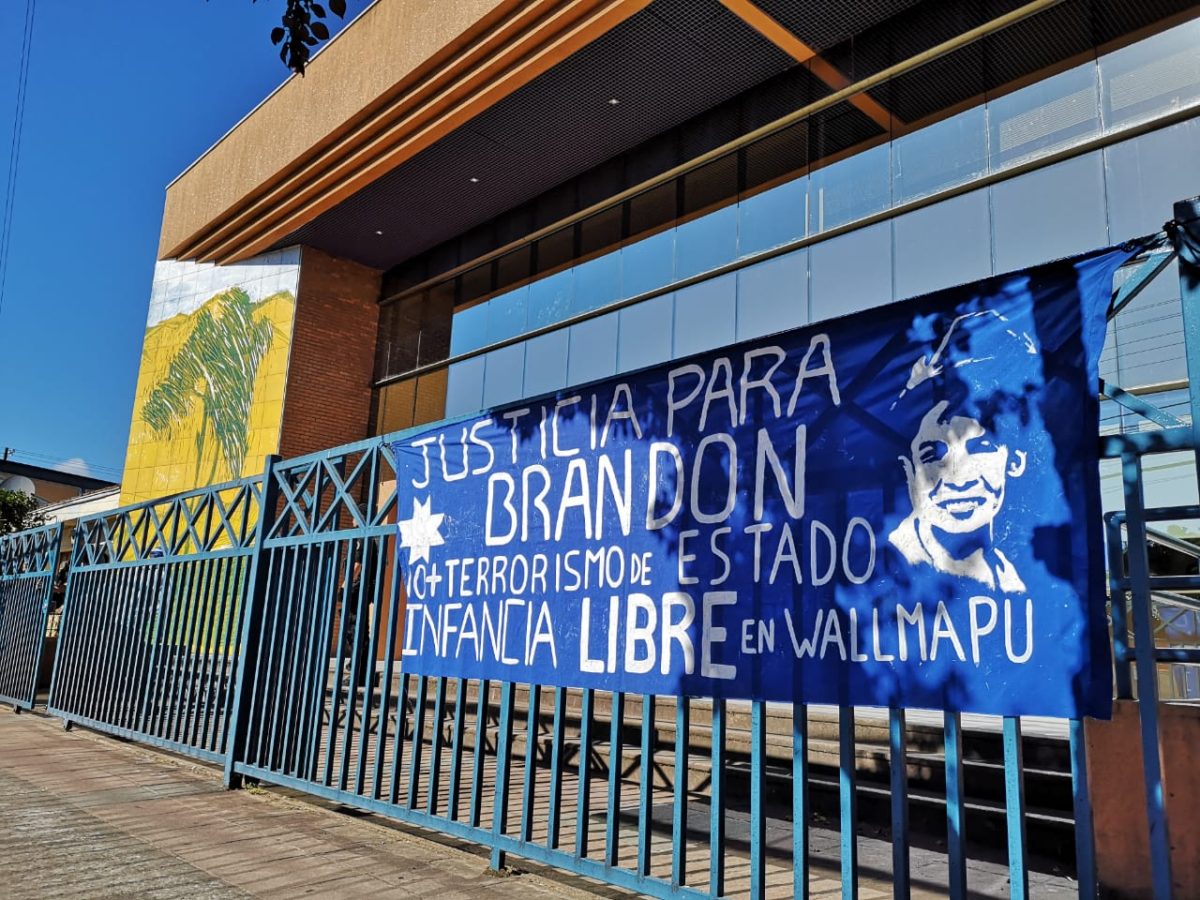 JUSTICIA PARA
BRANDON
NO+TERRORISMO DE ESTADO
INFANCIA LIBRE EN WALLMAPU